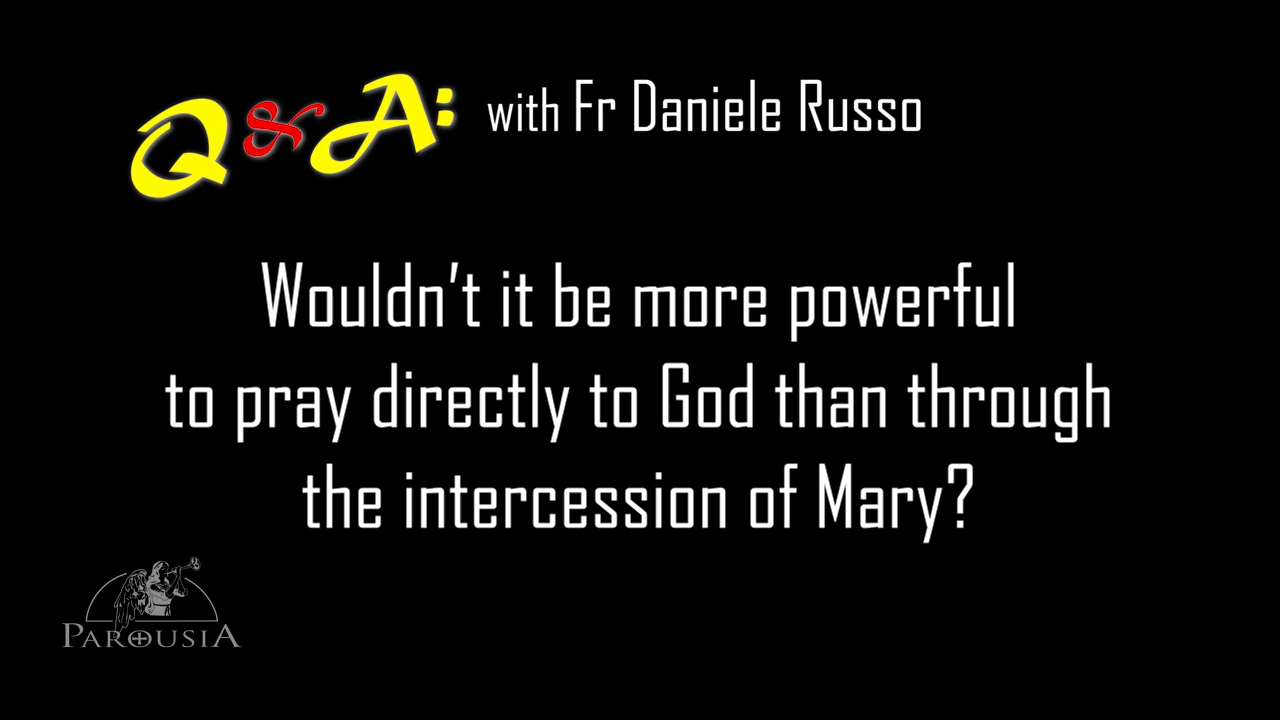 Q&A: with Fr Daniele Russo
Wouldn't it be more powerful
to pray directly to God than through
the intercession of Mary?
PAROUSIA